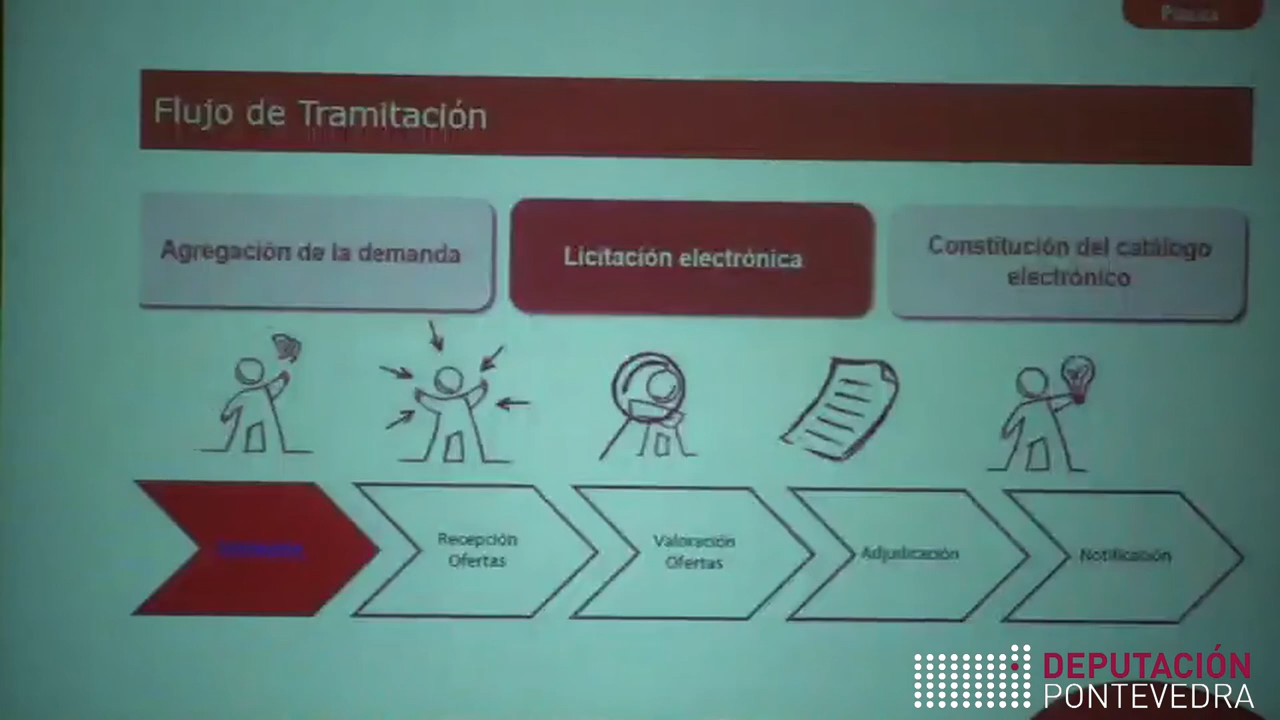 Flujo de Tramitación
Agregación de la demanda
Licitación electrónica
Constitución del catálogo
electrónico
Recepción
Ofertas
Valoración
Ofertas
Adjudicación
Notificación
DEPUTACIÓN
PONTEVEDRA